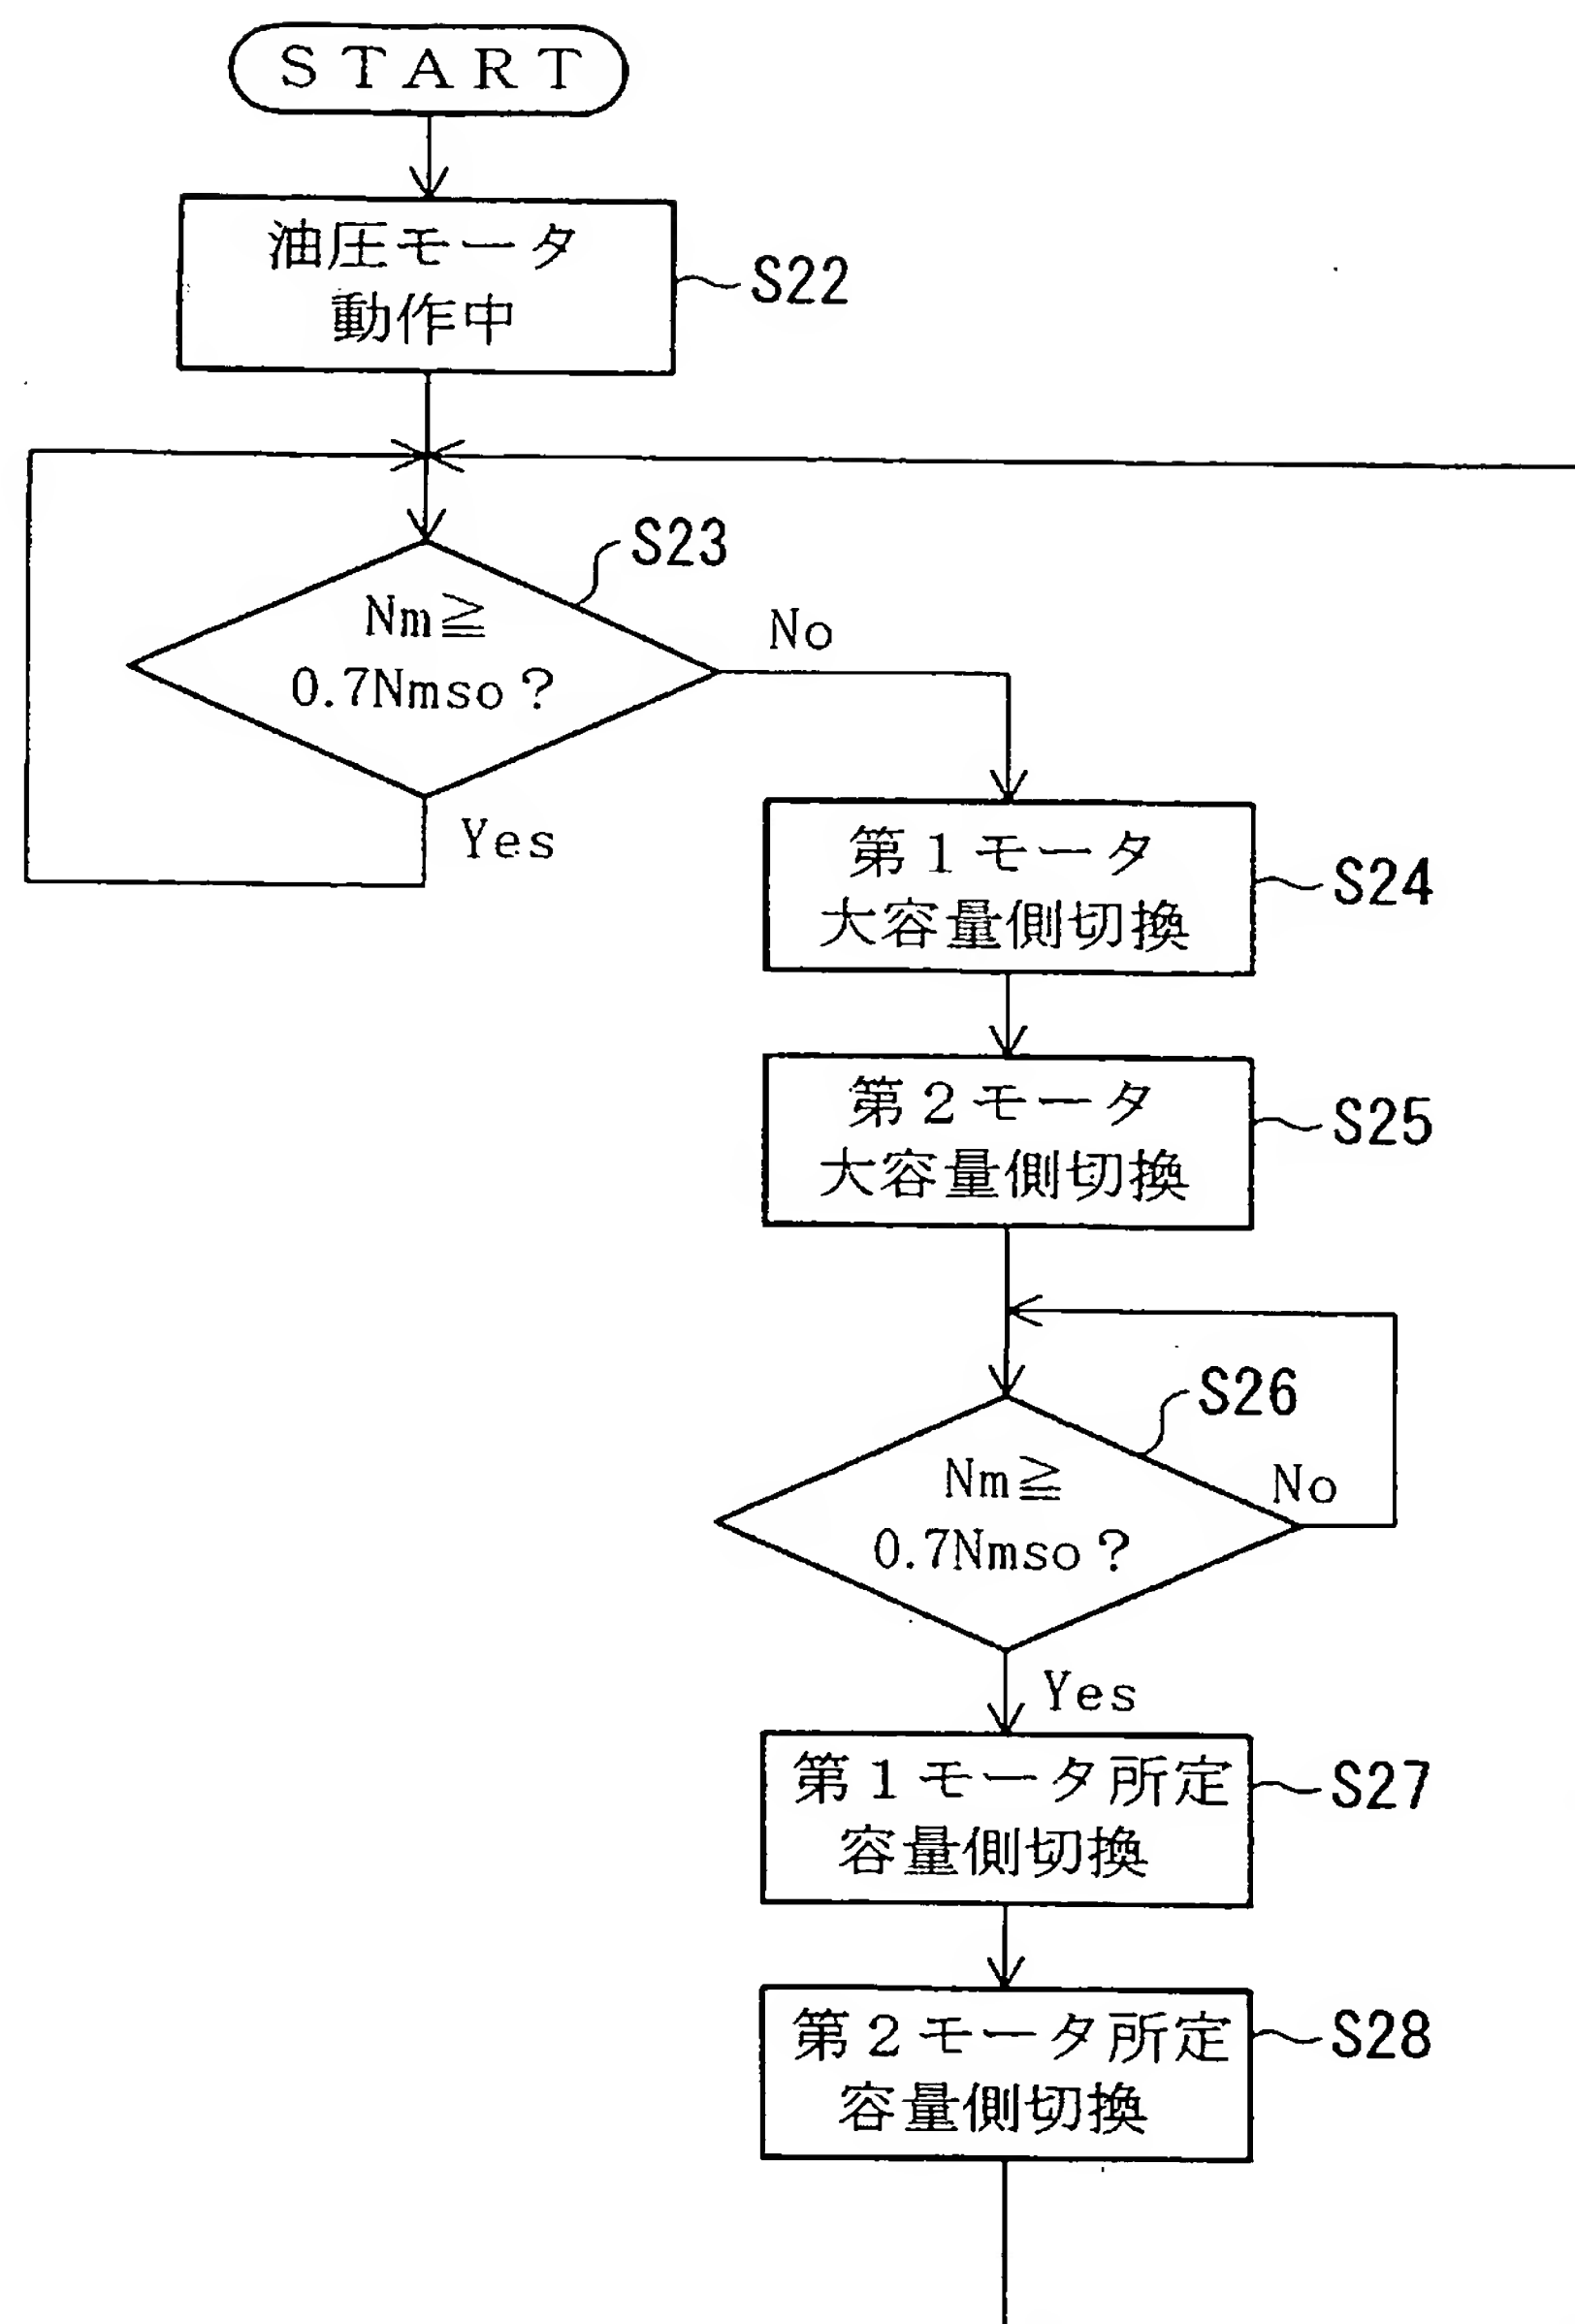 START
油圧モータ
動作中
S22
S23
Nm≧
0.7Nmso?
No
Yes
第1モータ
大容量側切換
S24
第2モータ
大容量側切換
S25
S26
Nm≧
0.7Nmso?
No
Yes
第1モータ所定
容量側切換
S27
第2モータ所定
容量側切換
S28